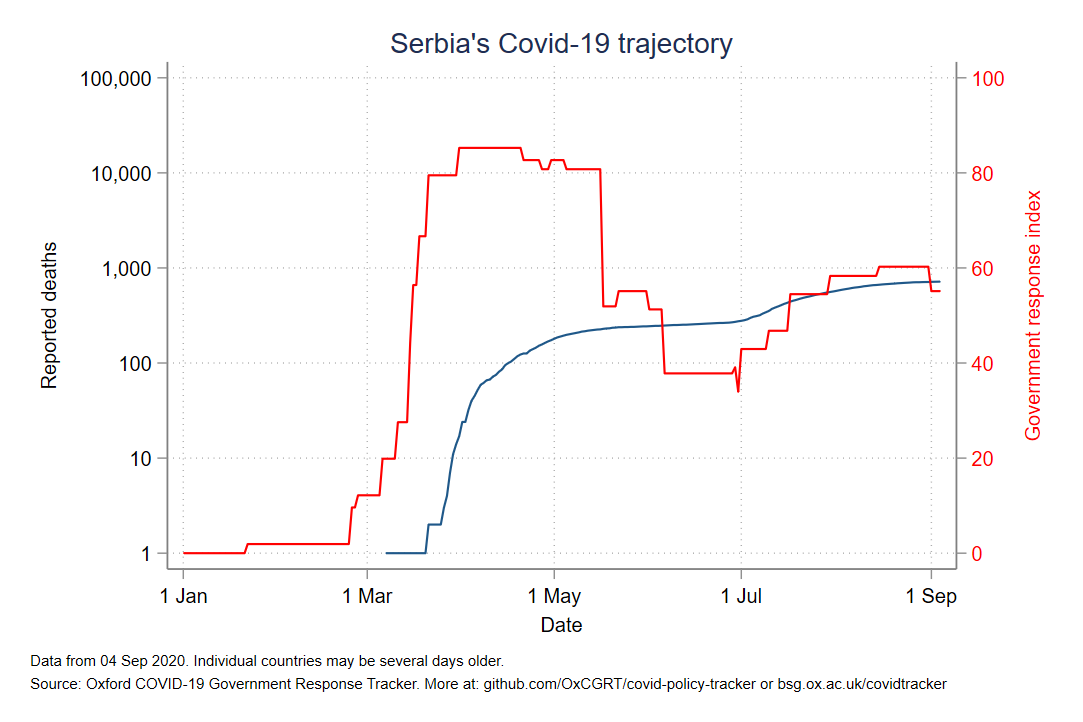 Serbia's Covid-19 trajectory
100,000
10,000
1,000
100
10
1
Reported deaths
100
80
60
40
20
0
Government response index
1 Jan
1 Mar
1 May
1 Jul
1 Sep
Date
Data from 04 Sep 2020. Individual countries may be several days older.
Source: Oxford COVID-19 Government Response Tracker. More at: github.com/OxCGRT/covid-policy-tracker or bsg.ox.ac.uk/covidtracker